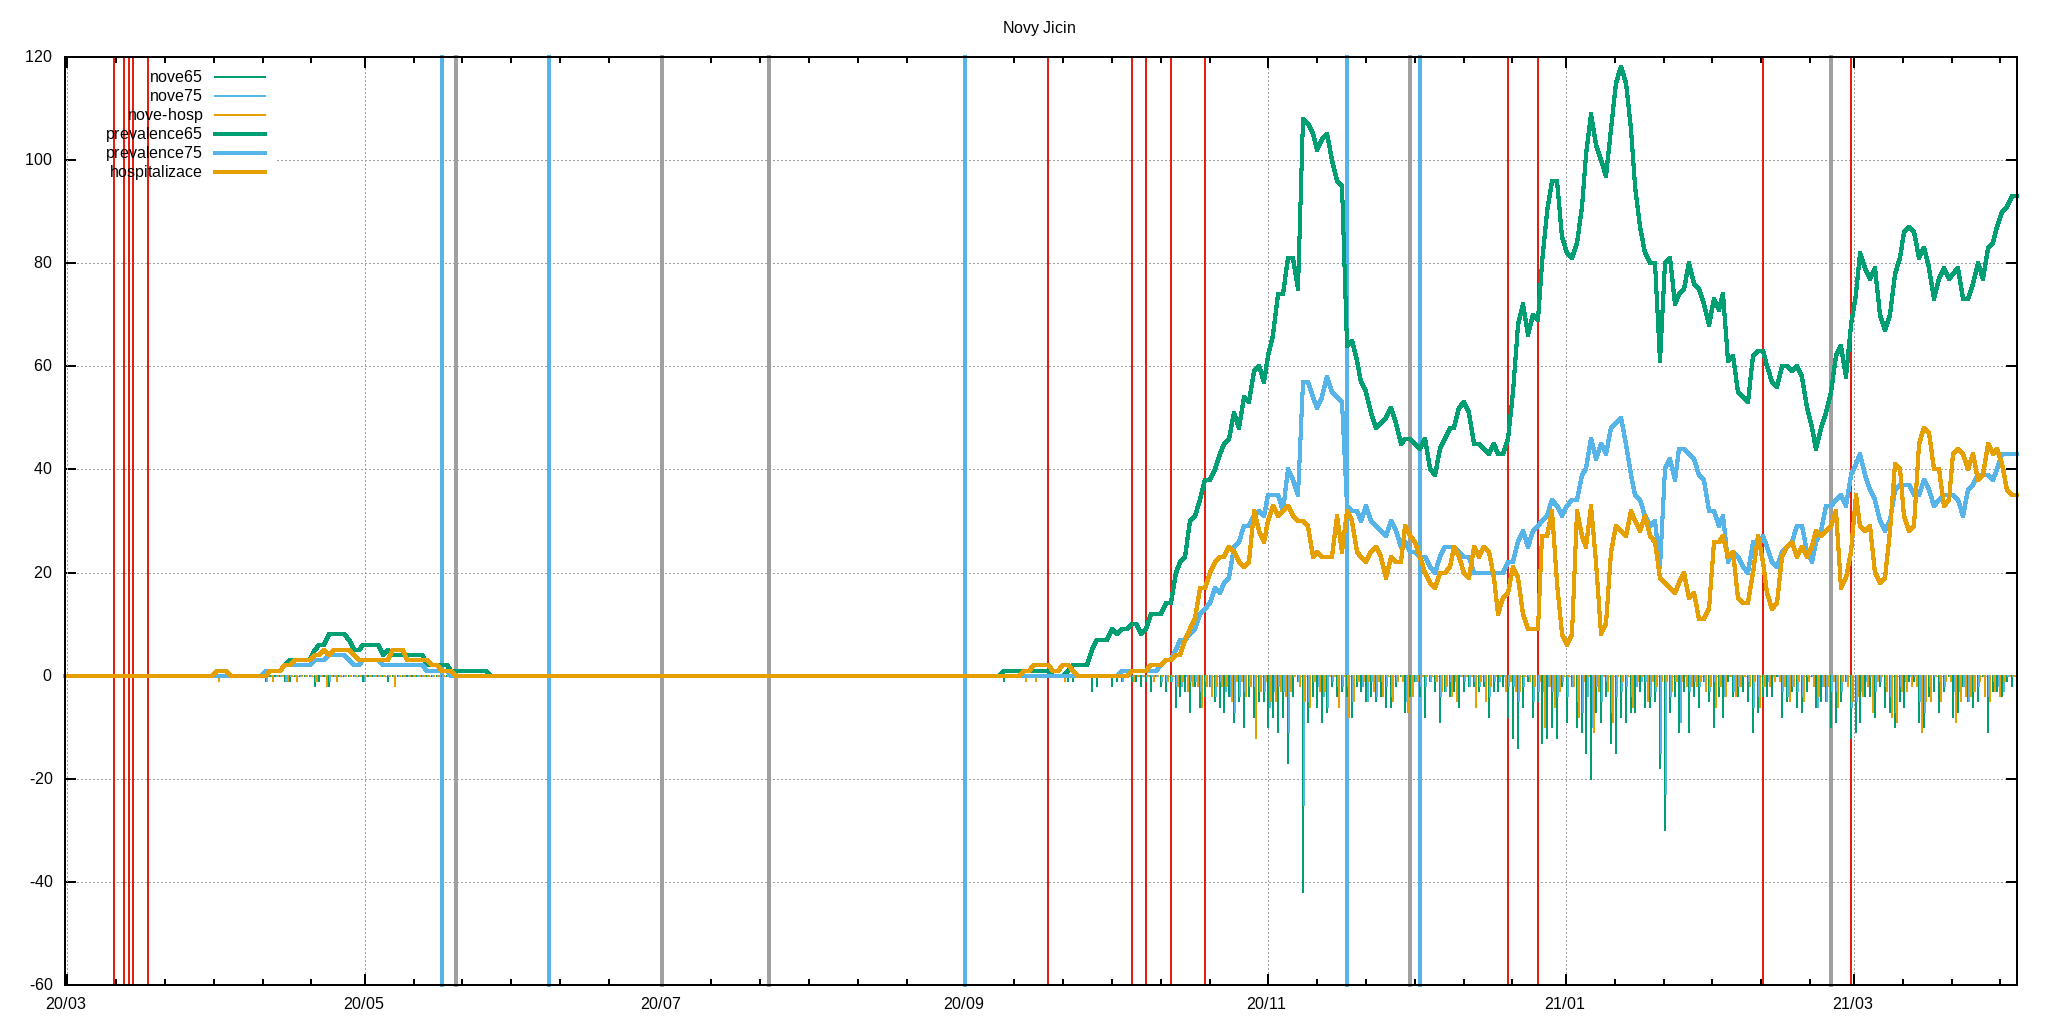 Novy Jicin
120
100
80
60
40
20
0
-20
-40
-60
nove65
nove75
nove-hosp
prevalence65
prevalence75
hospitalizace
20/03 20/05 20/07 20/09 20/11 21/01 21/03